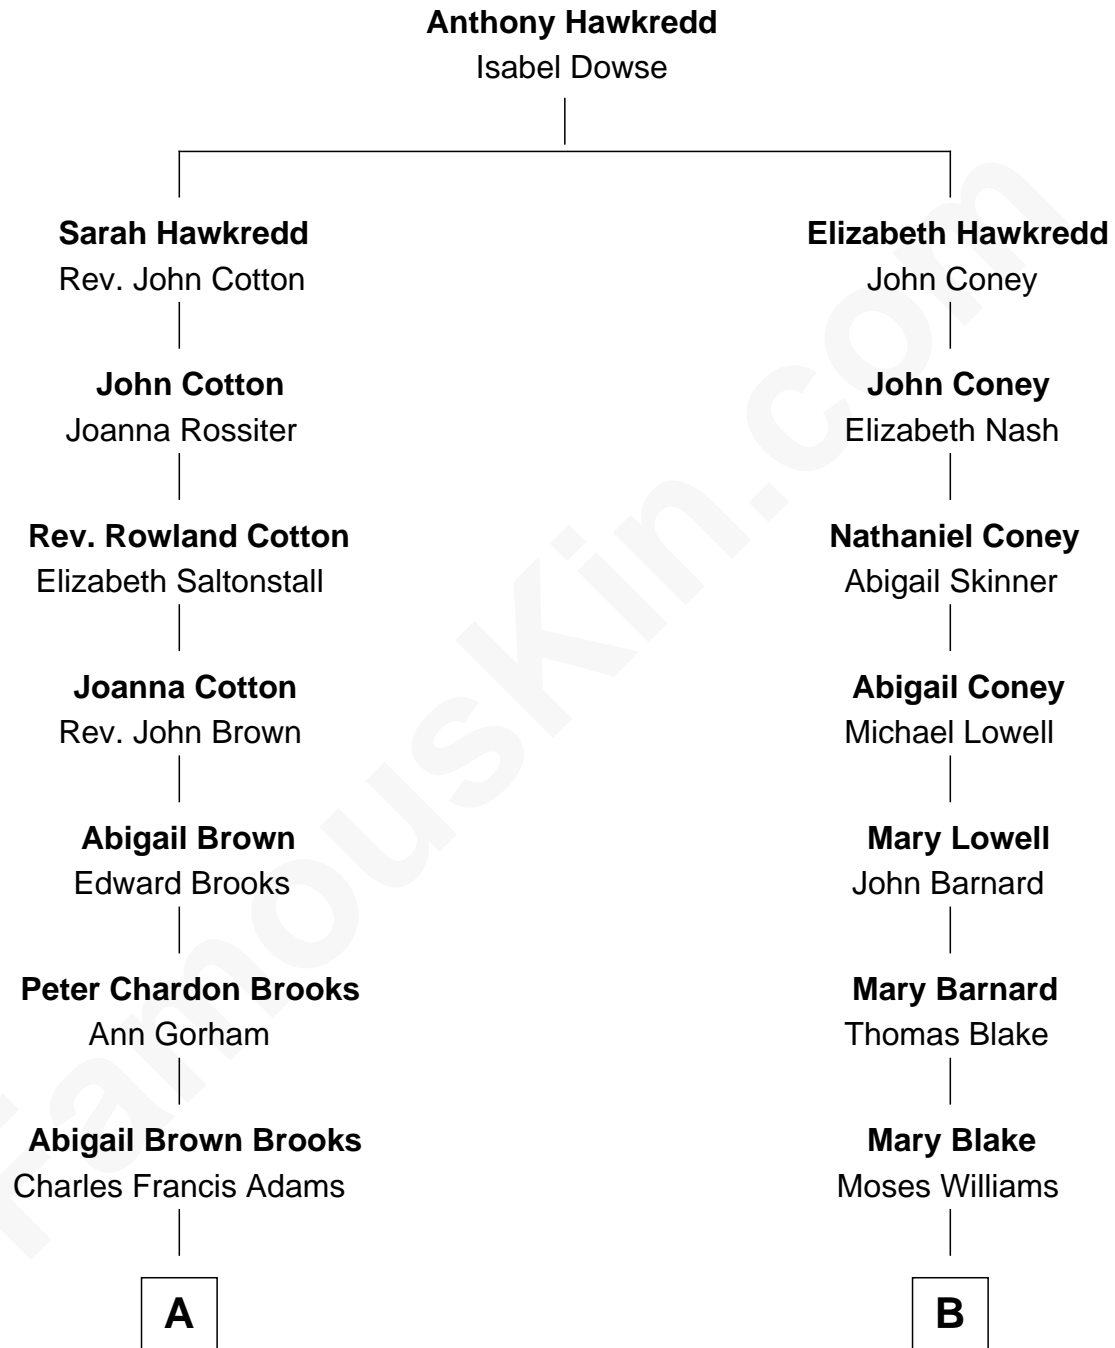 Anthony Hawkredd
Isabel Dowse
Sarah Hawkredd
Rev. John Cotton
John Cotton
Joanna Rossiter
Rev. Rowland Cotton
Elizabeth Saltonstall
Joanna Cotton
Rev. John Brown
Abigail Brown
Edward Brooks
Peter Chardon Brooks
Ann Gorham
Abigail Brown Brooks
Charles Francis Adams
A
Elizabeth Hawkredd
John Coney
John Coney
Elizabeth Nash
Nathaniel Coney
Abigail Skinner
Abigail Coney
Michael Lowell
Mary Lowell
John Barnard
Mary Barnard
Thomas Blake
Mary Blake
Moses Williams
B
FamousKin.com